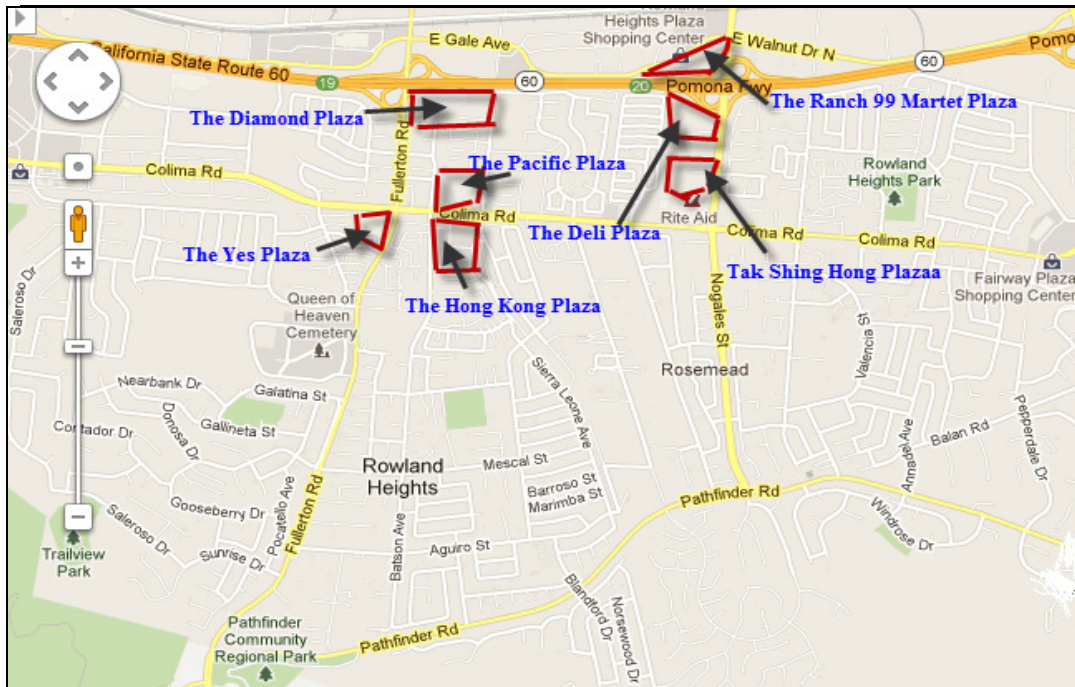 Rowland
Heights Plaza
Shopping Center
E Gale Ave
E Walnut Dr N
California State Route 60
Pomo
19
60
20
60
Pomona Fwy
The Ranch 99 Martet Plaza
The Diamond Plaza
Fullerton Rd
The Pacific Plaza
Colima Rd
Rowland
Heights Park
Colima Rd
Rite Aid
The Deli Plaza
Colima Rd
Colima Rd
The Yes Plaza
Tak Shing Hong Plazaa
Fairway Plaza
Shopping Center
The Hong Kong Plaza
Saleroso Dr
Queen of
Heaven
Cemetery
Nogales St
Valencia St
Rosemead
Sierra Leone Ave
Nearbank Dr
Galatina St
Donosa Dr
Gallineta St
Contador Dr
Pepperdale Dr
Annapel Ave
Balan Rd
Rowland
Heights
Mescal St
Barroso St
Marimba St
Pathfinder Rd
Gooseberry Dr
Pocatello Ave
Fullerton Rd
Windrose Dr
Saleroso Dr
Sunrise Dr
Trailview
Park
Batson Ave
Aguiro St
Blandford Dr
Norsewood Dr
Pathfinder
Community
Regional Park
Pathfinder Rd